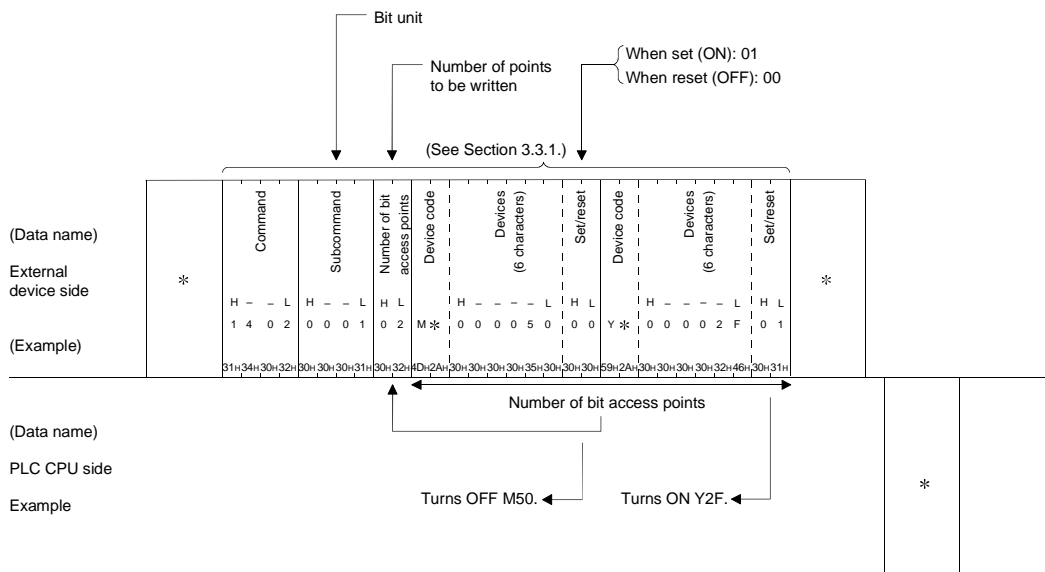 Bit unit
When set (ON): 01
When reset (OFF): 00
Number of points
to be written
(See Section 3.3.1.)
(Data name)
External
device side
(Example)
*
Command
H – – L
1 4 0 2
31H 34H 30H 32H
Subcommand
H – – L
0 0 0 1
30H 30H 30H 31H
Number of bit
access points
H L
0 2
30H 32H
Device code
M *
4DH 2AH
Devices
(6 characters)
H – – – – L
0 0 0 0 5 0
30H 30H 30H 30H 35H 30H
Set/reset
H L
0 0
30H 30H
Device code
Y *
59H 2AH
Devices
(6 characters)
H – – – – L
0 0 0 0 2 F
30H 30H 30H 30H 32H 46H
Set/reset
H L
0 1
30H 31H
*
Number of bit access points
(Data name)
PLC CPU side
Example
Turns OFF M50.
Turns ON Y2F.
*